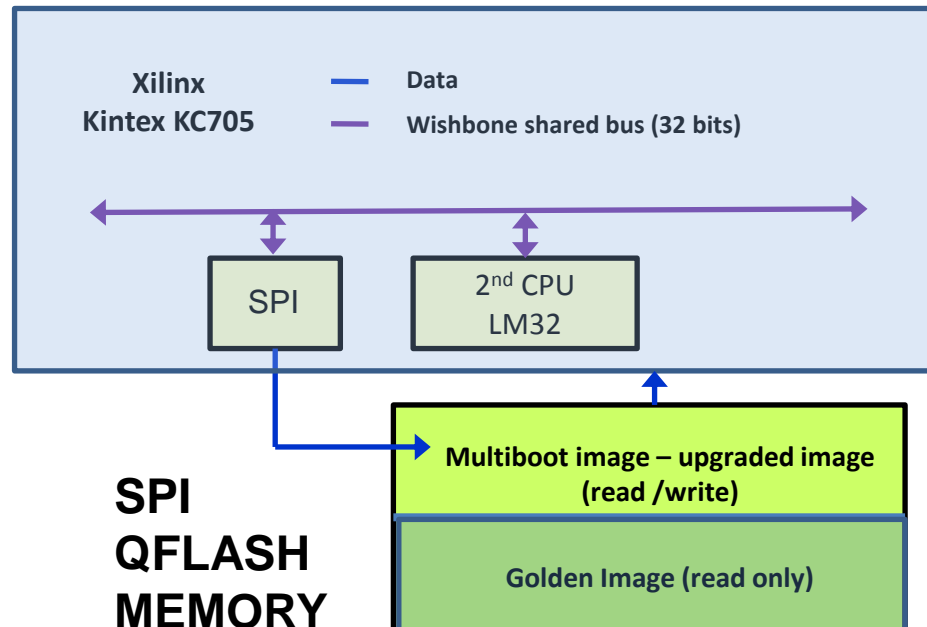 Xilinx
Kintex KC705
Data
Wishbone shared bus (32 bits)
SPI
2nd CPU
LM32
Multiboot image – upgraded image
(read /write)
SPI
QFLASH
MEMORY
Golden Image (read only)